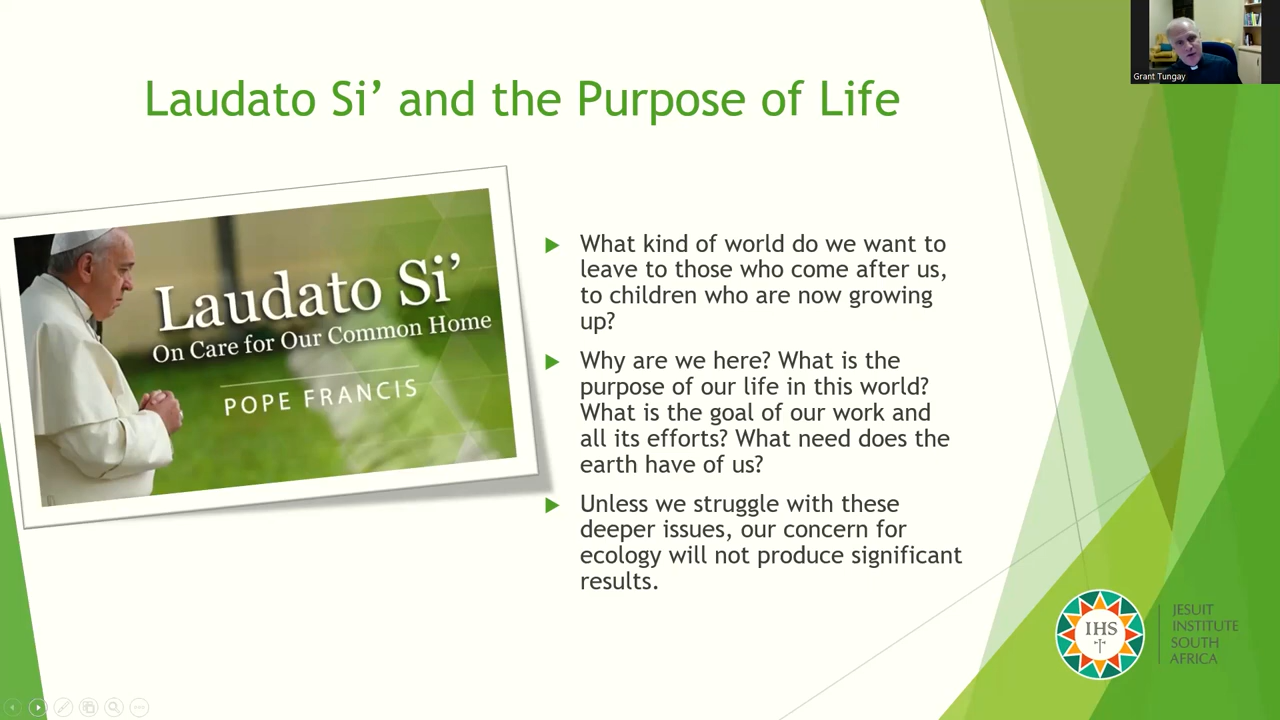 Grant Tungay
Laudato Si’ and the Purpose of Life
Laudato Si’
On Care for Our Common Home
POPE FRANCIS
What kind of world do we want to
leave to those who come after us,
to children who are now growing
up?
Why are we here? What is the
purpose of our life in this world?
What is the goal of our work and
all its efforts? What need does the
earth have of us?
Unless we struggle with these
deeper issues, our concern for
ecology will not produce significant
results.
IHS
JESUIT
INSTITUTE
SOUTH
AFRICA